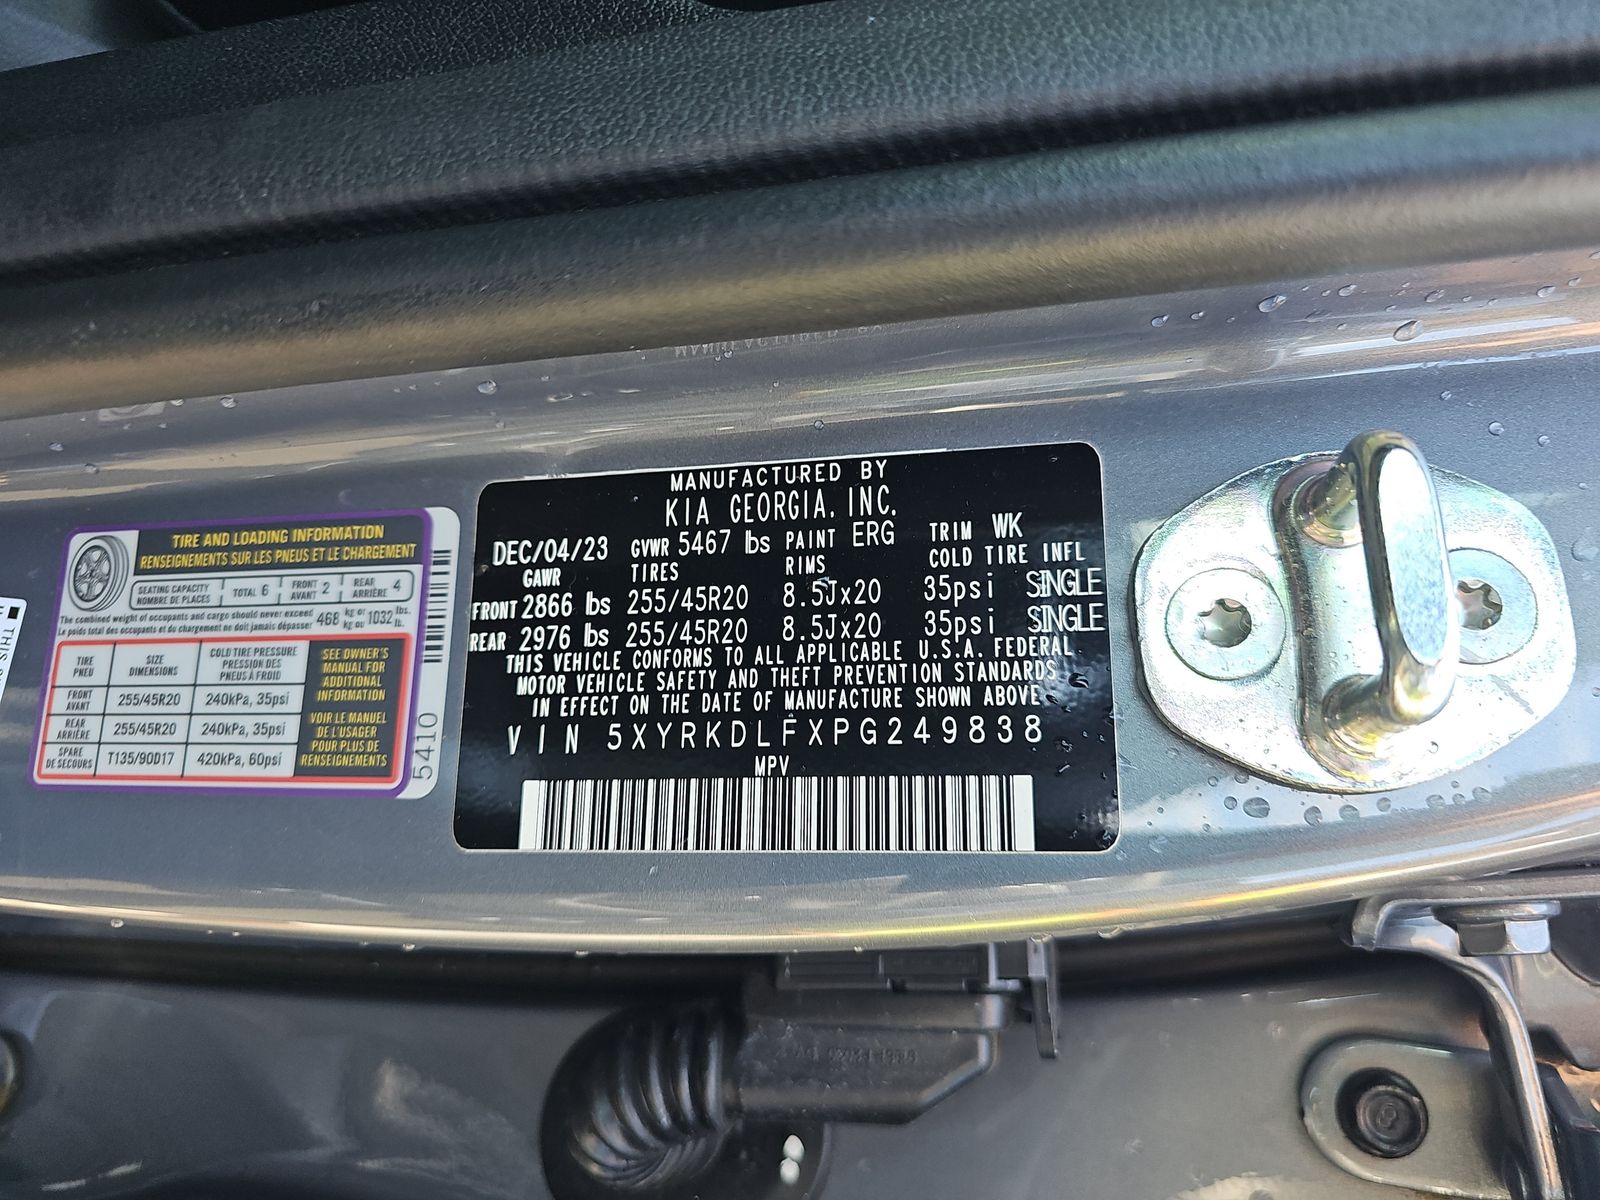 TIRE AND LOADING INFORMATION
RENSEIGNEMENTS SUR LES PNEUS ET LE CHARGEMENT
SEATING CAPACITY
NOMBRE DE PLACES
TOTAL 6
FRONT
AVANT 2
REAR
ARRIÈRE 4
The combined weight of occupants and cargo should never exceed 468 kg or 1032 lbs.
Le poids total des occupants et du chargement ne doit jamais dépasser kg ou lb.
TIRE
PNEU
SIZE
DIMENSIONS
COLD TIRE PRESSURE
PRESSION DES
PNEUS À FROID
FRONT
AVANT
255/45R20 240kPa, 35psi
REAR
ARRIÈRE
255/45R20 240kPa, 35psi
SPARE
DE SECOURS
T135/90D17 420kPa, 60psi
SEE OWNER'S
MANUAL FOR
ADDITIONAL
INFORMATION
VOIR LE MANUEL
POUR PLUS DE
RENSEIGNEMENTS
5410
MANUFACTURED BY
KIA GEORGIA, INC.
DEC/04/23 GVWR 5467 lbs PAINT ERG TRIM WK
GAWR TIRES RIMS COLD TIRE INFL
FRONT 2866 lbs 255/45R20 8.5Jx20 35psi SINGLE
REAR 2976 lbs 255/45R20 8.5Jx20 35psi SINGLE
THIS VEHICLE CONFORMS TO ALL APPLICABLE U.S.A. FEDERAL
MOTOR VEHICLE SAFETY AND THEFT PREVENTION STANDARDS
IN EFFECT ON THE DATE OF MANUFACTURE SHOWN ABOVE.
VIN 5XYRKDLFXPG249838
MPV